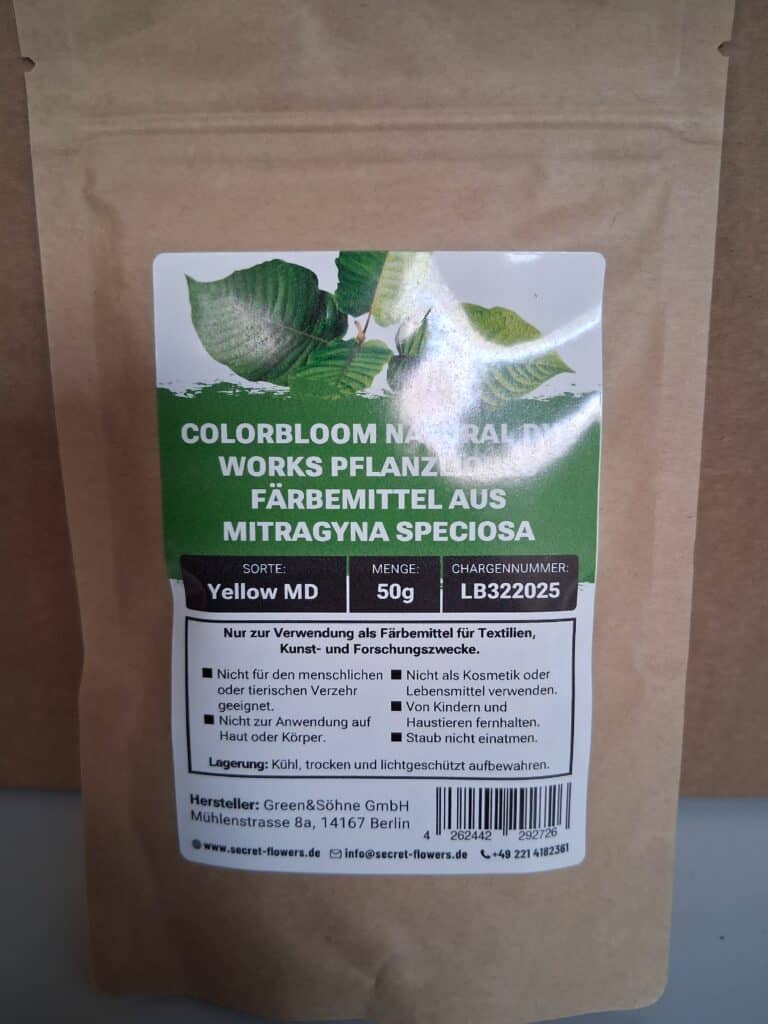 COLORBLOOM
WORKS
FÄRBEMITTEL AUS
MITRAGYNA SPECIOSA
SORTE:
Yellow MD
MENGE:
50g
CHARGENNUMMER:
LB322025
Nur zur Verwendung als Färbemittel für Textilien,
Kunst- und Forschungszwecke.
Nicht für den menschlichen
oder tierischen Verzehr
geeignet.
Nicht zur Anwendung auf
Haut oder Körper.
Nicht als Kosmetik oder
Lebensmittel verwenden.
Von Kindern und
Haustieren fernhalten.
Staub nicht einatmen.
Lagerung: Kühl, trocken und lichtgeschützt aufbewahren.
Hersteller: Green&Söhne GmbH
Mühlenstrasse 8a, 14167 Berlin
4 262442 292726
www.secret-flowers.de info@secret-flowers.de +49 221 4182361